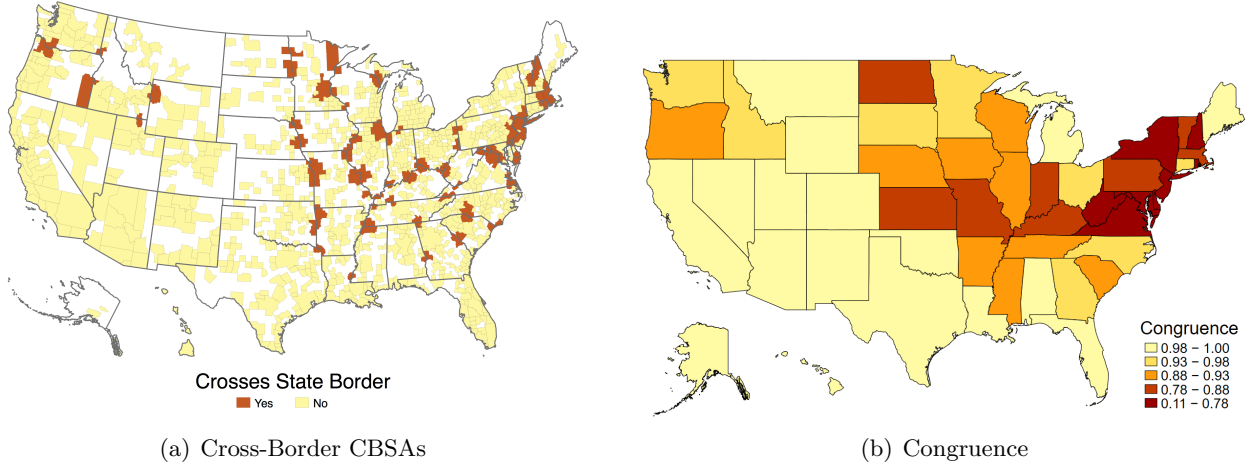 Crosses State Border
Yes No
(a) Cross-Border CBSAs
Congruence
0.98 − 1.00
0.93 − 0.98
0.88 − 0.93
0.78 − 0.88
0.11 − 0.78
(b) Congruence